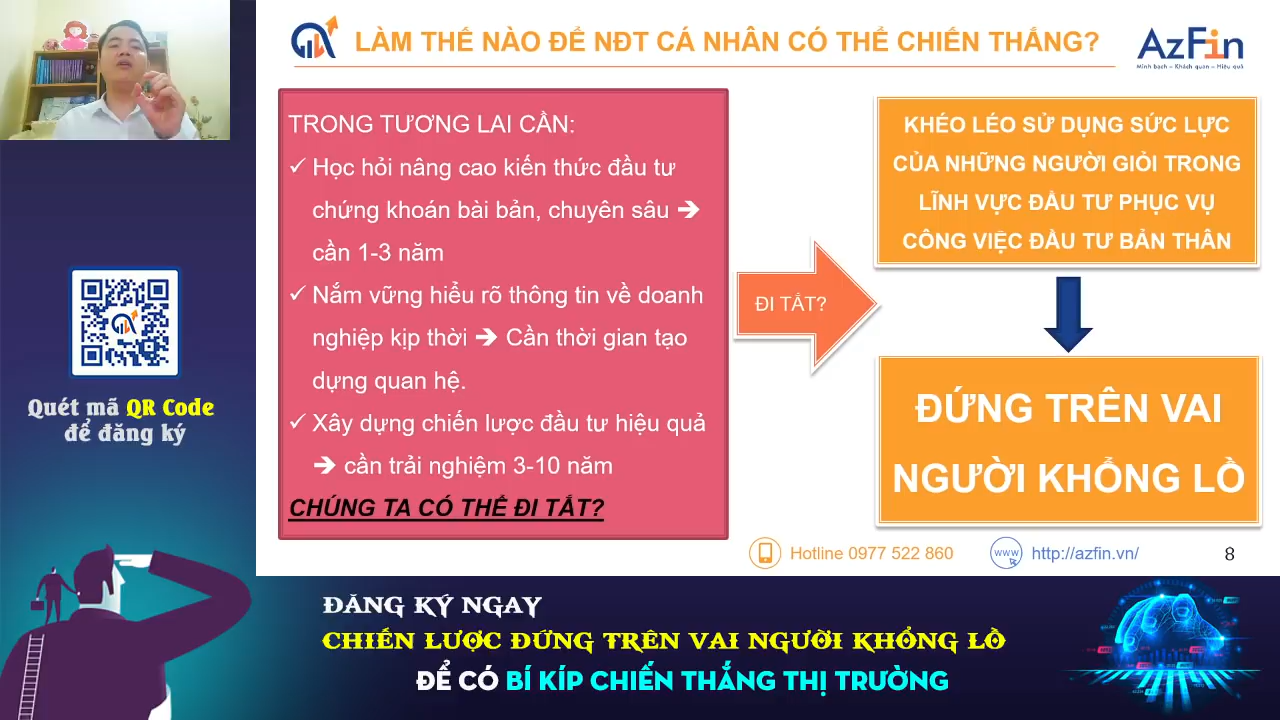 LÀM THẾ NÀO ĐỂ NĐT CÁ NHÂN CÓ THỂ CHIẾN THẮNG?
AzFin
Minh bạch – Khách quan – Hiệu quả
TRONG TƯƠNG LAI CẦN:
✓ Học hỏi nâng cao kiến thức đầu tư
chứng khoán bài bản, chuyên sâu ➔
cần 1-3 năm
✓ Nắm vững hiểu rõ thông tin về doanh
nghiệp kịp thời ➔ Cần thời gian tạo
dựng quan hệ.
✓ Xây dựng chiến lược đầu tư hiệu quả
➔ cần trải nghiệm 3-10 năm
CHÚNG TA CÓ THỂ ĐI TẮT?
ĐI TẮT?
KHÉO LÉO SỬ DỤNG SỨC LỰC
CỦA NHỮNG NGƯỜI GIỎI TRONG
LĨNH VỰC ĐẦU TƯ PHỤC VỤ
CÔNG VIỆC ĐẦU TƯ BẢN THÂN
ĐỨNG TRÊN VAI
NGƯỜI KHỔNG LỒ
Hotline 0977 522 860
www
http://azfin.vn/
8
Quét mã QR Code
để đăng ký
ĐĂNG KÝ NGAY
CHIẾN LƯỢC ĐỨNG TRÊN VAI NGƯỜI KHỔNG LỒ
ĐỂ CÓ BÍ KÍP CHIẾN THẮNG THỊ TRƯỜNG